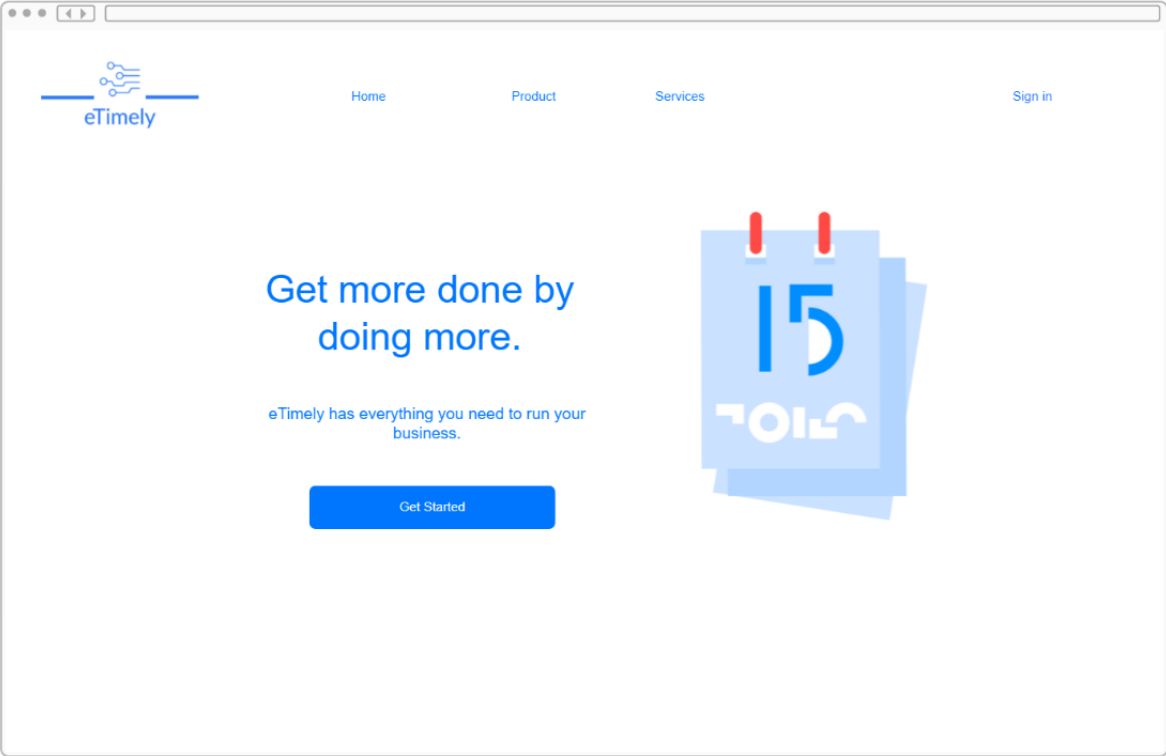 eTimely
Home
Product
Services
Sign in
Get more done by
doing more.
eTimely has everything you need to run your
business.
Get Started
15